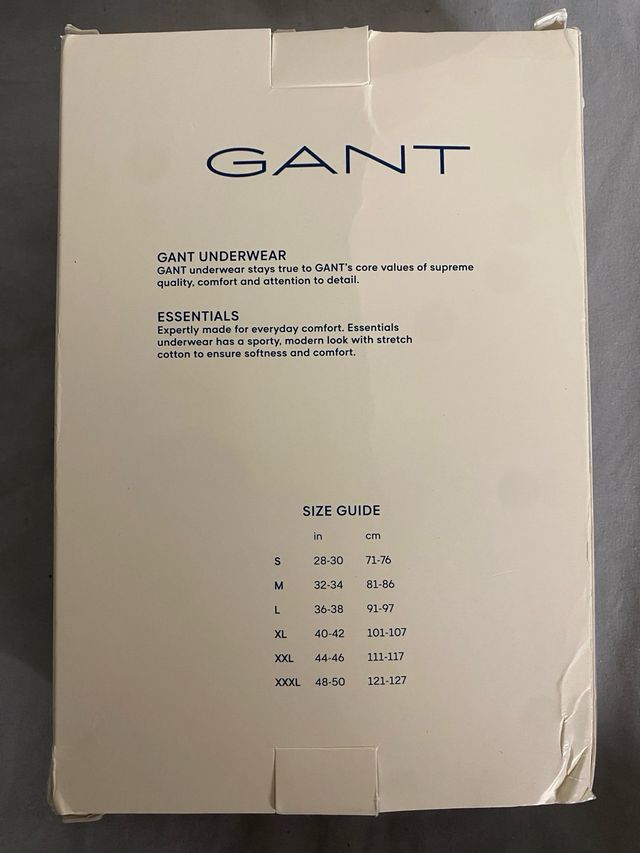 GANT
GANT UNDERWEAR
GANT underwear stays true to GANT's core values of supreme
quality, comfort and attention to detail.
ESSENTIALS
Expertly made for everyday comfort. Essentials
underwear has a sporty, modern look with stretch
cotton to ensure softness and comfort.
SIZE GUIDE
in cm
S 28-30 71-76
M 32-34 81-86
L 36-38 91-97
XL 40-42 101-107
XXL 44-46 111-117
XXXL 48-50 121-127